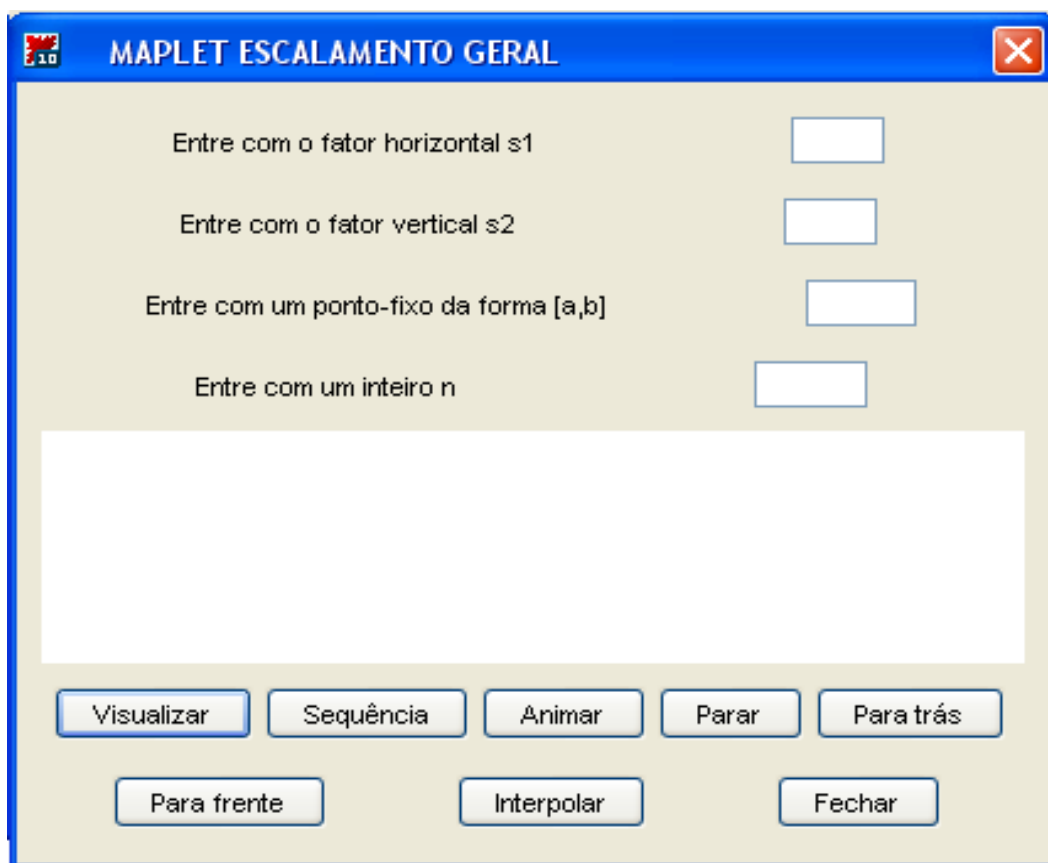 10 MAPLET ESCALAMENTO GERAL
Entre com o fator horizontal s1
Entre com o fator vertical s2
Entre com um ponto-fixo da forma [a,b]
Entre com um inteiro n
Visualizar Sequência Animar Parar Para trás
Para frente Interpolar Fechar